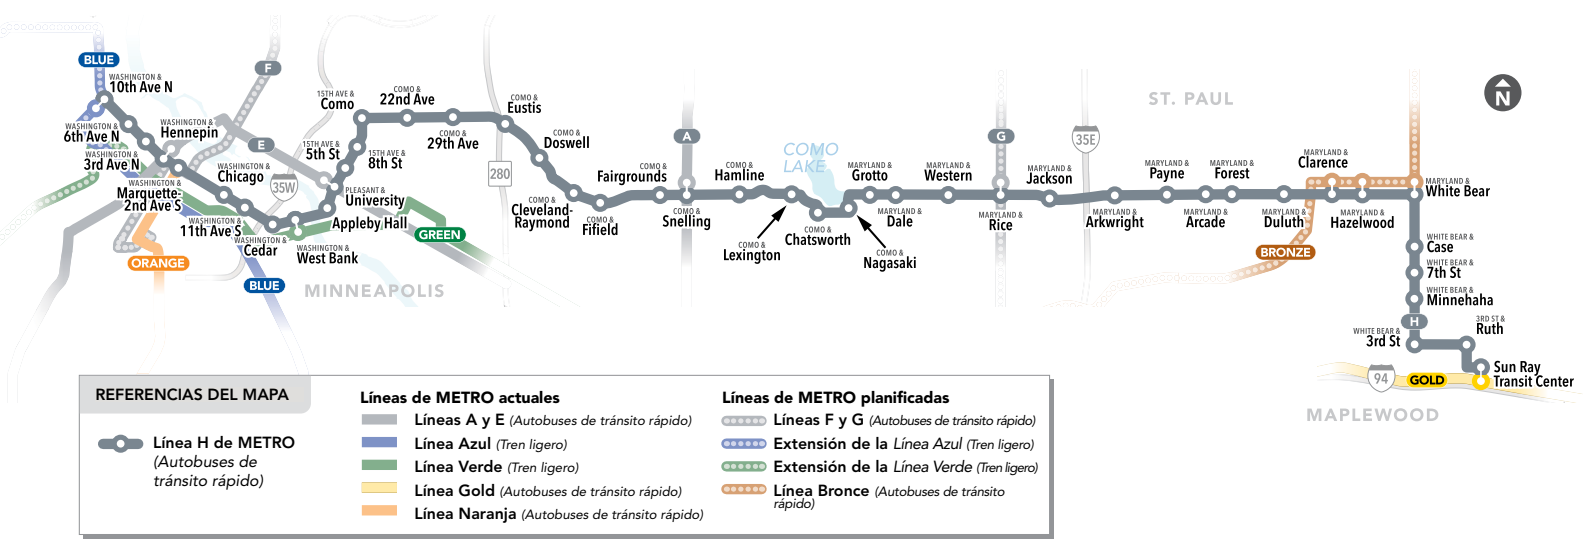 BLUE
WASHINGTON &
10th Ave N
WASHINGTON &
6th Ave N
WASHINGTON &
3rd Ave N
WASHINGTON &
Hennepin
WASHINGTON &
Marquette-
2nd Ave S
WASHINGTON &
Chicago
WASHINGTON &
11th Ave S
WASHINGTON &
Cedar
WASHINGTON &
West Bank
F
E
35W
ORANGE
BLUE
GREEN
MINNEAPOLIS
Appleby Hall
PLEASANT &
University
15TH AVE &
5th St
15TH AVE &
8th St
15TH AVE &
Como
COMO &
22nd Ave
COMO &
29th Ave
COMO &
Eustis
280
COMO &
Doswell
COMO &
Cleveland-
Raymond
COMO &
Fifield
COMO &
Fairgrounds
A
COMO &
Snelling
COMO &
Hamline
COMO &
Lexington
COMO
LAKE
COMO &
Chatsworth
COMO &
Nagasaki
MARYLAND &
Grotto
MARYLAND &
Dale
MARYLAND &
Western
G
MARYLAND &
Rice
MARYLAND &
Jackson
35E
ST. PAUL
MARYLAND &
Arkwright
MARYLAND &
Payne
MARYLAND &
Arcade
MARYLAND &
Forest
MARYLAND &
Duluth
MARYLAND &
Clarence
MARYLAND &
Hazelwood
BRONZE
MARYLAND &
White Bear
WHITE BEAR &
Case
WHITE BEAR &
7th St
WHITE BEAR &
Minnehaha
H
WHITE BEAR &
3rd St
3RD ST &
Ruth
Sun Ray
Transit Center
94
GOLD
MAPLEWOOD
N
REFERENCIAS DEL MAPA
Línea H de METRO
(Autobuses de
tránsito rápido)
Líneas de METRO actuales
Líneas A y E (Autobuses de tránsito rápido)
Línea Azul (Tren ligero)
Línea Verde (Tren ligero)
Línea Gold (Autobuses de tránsito rápido)
Línea Naranja (Autobuses de tránsito rápido)
Líneas de METRO planificadas
Líneas F y G (Autobuses de tránsito rápido)
Extensión de la Línea Azul (Tren ligero)
Extensión de la Línea Verde (Tren ligero)
Línea Bronce (Autobuses de tránsito
rápido)